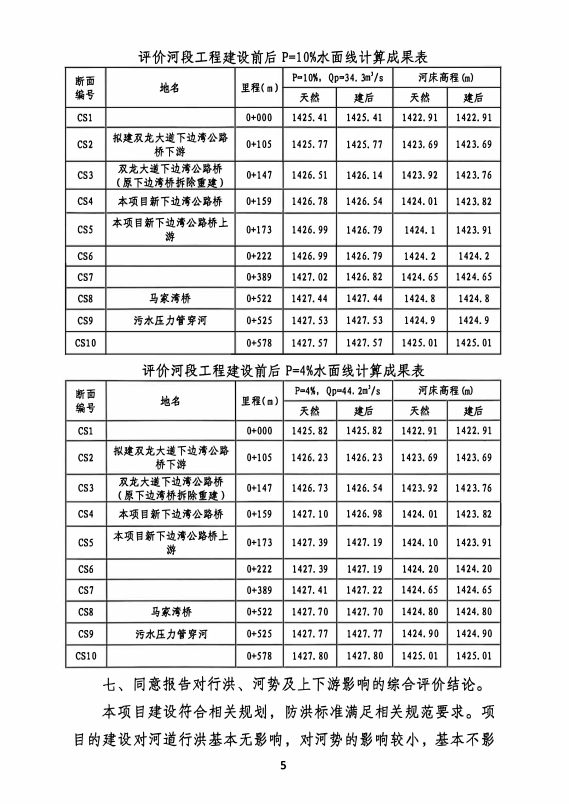 评价河段工程建设前后 P=10%水面线计算成果表
断面编号 地名 里程(m) P=10%, Qp=34.3m³/s 河床高程(m)
天然 建后 天然 建后
CS1 0+000 1425.41 1425.41 1422.91 1422.91
CS2 拟建双龙大道下边湾公路桥下游 0+105 1425.77 1425.77 1423.69 1423.69
CS3 双龙大道下边湾公路桥(原下边湾桥拆除重建) 0+147 1426.51 1426.14 1423.92 1423.76
CS4 本项目新下边湾公路桥 0+159 1426.78 1426.54 1424.01 1423.82
CS5 本项目新下边湾公路桥上游 0+173 1426.99 1426.79 1424.1 1423.91
CS6 0+222 1426.99 1426.79 1424.2 1424.2
CS7 0+389 1427.02 1426.82 1424.65 1424.65
CS8 马家湾桥 0+522 1427.44 1427.44 1424.8 1424.8
CS9 污水压力管穿河 0+525 1427.53 1427.53 1424.9 1424.9
CS10 0+578 1427.57 1427.57 1425.01 1425.01
评价河段工程建设前后 P=4%水面线计算成果表
断面编号 地名 里程(m) P=4%, Qp=44.2m³/s 河床高程(m)
天然 建后 天然 建后
CS1 0+000 1425.82 1425.82 1422.91 1422.91
CS2 拟建双龙大道下边湾公路桥下游 0+105 1426.23 1426.23 1423.69 1423.69
CS3 双龙大道下边湾公路桥(原下边湾桥拆除重建) 0+147 1426.73 1426.54 1423.92 1423.76
CS4 本项目新下边湾公路桥 0+159 1427.10 1426.98 1424.01 1423.82
CS5 本项目新下边湾公路桥上游 0+173 1427.39 1427.19 1424.10 1423.91
CS6 0+222 1427.39 1427.19 1424.20 1424.20
CS7 0+389 1427.41 1427.22 1424.65 1424.65
CS8 马家湾桥 0+522 1427.70 1427.70 1424.80 1424.80
CS9 污水压力管穿河 0+525 1427.77 1427.77 1424.90 1424.90
CS10 0+578 1427.80 1427.80 1425.01 1425.01
七、同意报告对行洪、河势及上下游影响的综合评价结论。
本项目建设符合相关规划，防洪标准满足相关规范要求。项
目的建设对河道行洪基本无影响，对河势的影响较小，基本不影
5